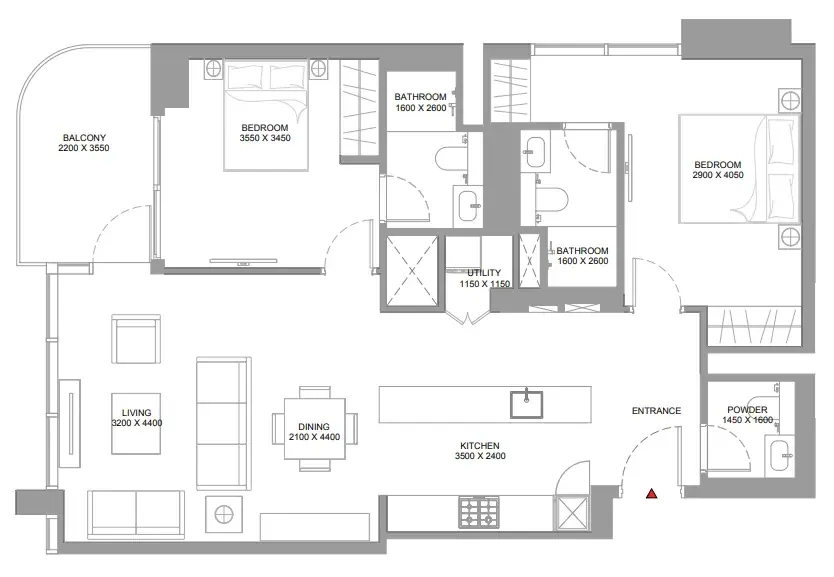 BATHROOM
1600 X 2600
BEDROOM
3550 X 3450
BALCONY
2200 X 3550
BEDROOM
2900 X 4050
BATHROOM
1600 X 2600
UTILITY
1150 X 1150
LIVING
3200 X 4400
DINING
2100 X 4400
ENTRANCE
POWDER
1450 X 1600
KITCHEN
3500 X 2400